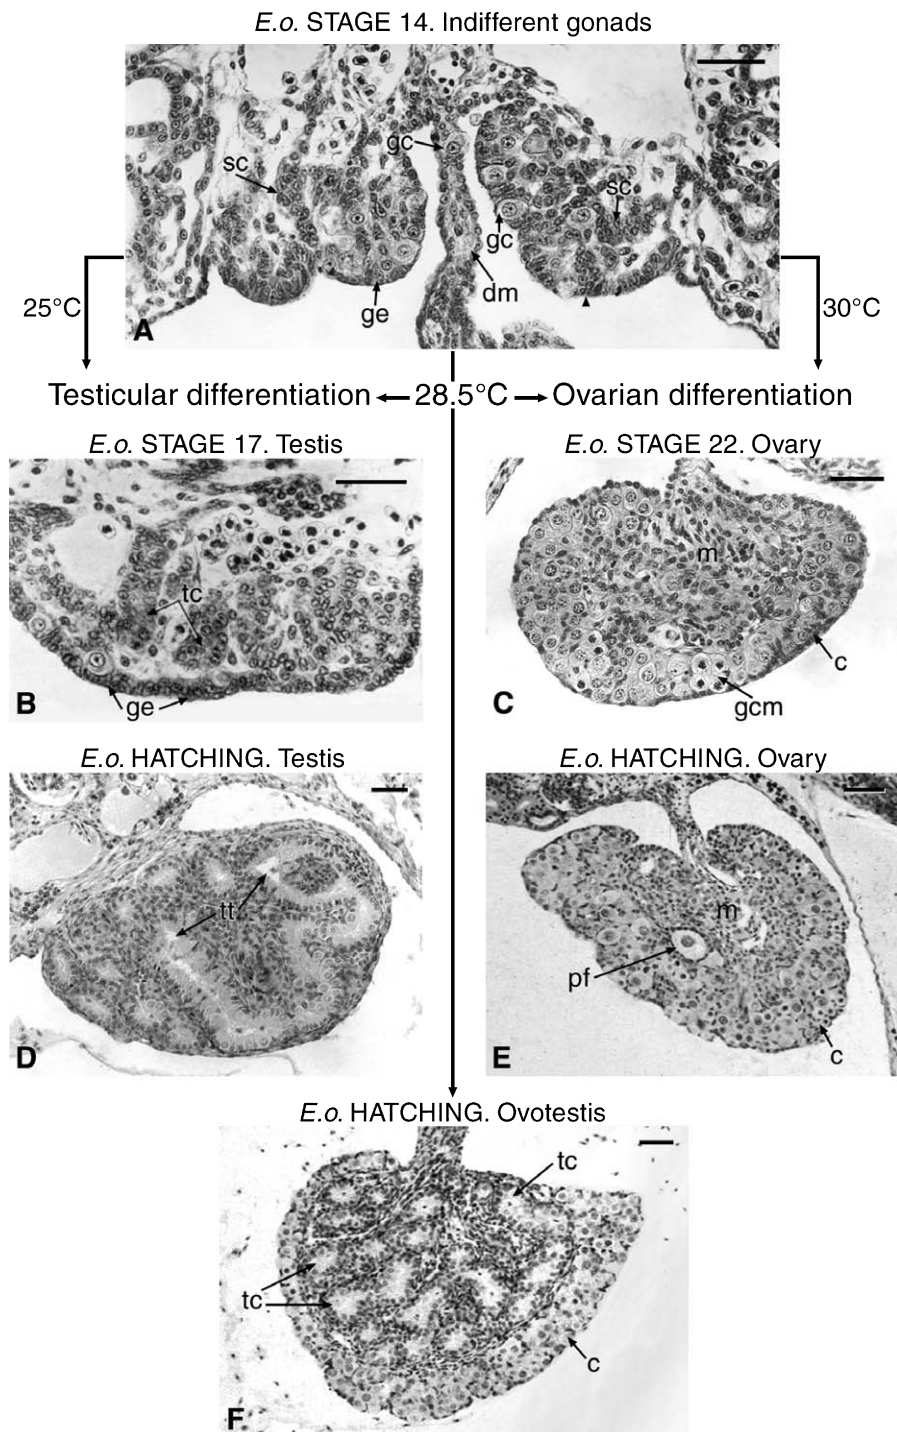 E.o. STAGE 14. Indifferent gonads
gc
sc
sc
gc
dm
ge
A
25°C
30°C
Testicular differentiation
28.5°C
Ovarian differentiation
E.o. STAGE 17. Testis
E.o. STAGE 22. Ovary
tc
ge
B
m
c
gcm
C
E.o. HATCHING. Testis
E.o. HATCHING. Ovary
tt
D
m
pf
c
E
E.o. HATCHING. Ovotestis
tc
tc
c
F